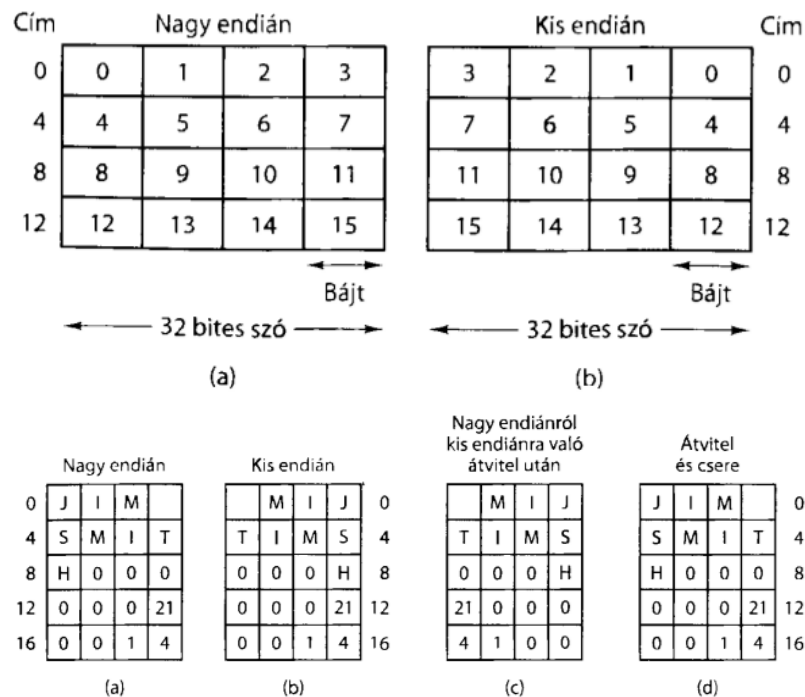 Cím Nagy endián Kis endián Cím
0 0 1 2 3 3 2 1 0 0
4 4 5 6 7 7 6 5 4 4
8 8 9 10 11 11 10 9 8 8
12 12 13 14 15 15 14 13 12 12
Bájt Bájt
32 bites szó 32 bites szó
(a) (b)
Nagy endiánról
kis endiánra való
átvitel után
Átvitel
és csere
Nagy endián Kis endián
0 J I M M I J 0 M I J J I M 0
4 S M I T T I M S 4 T I M S S M I T 4
8 H 0 0 0 0 0 0 H 8 0 0 0 H H 0 0 0 8
12 0 0 0 21 0 0 0 21 12 21 0 0 0 0 0 0 21 12
16 0 0 1 4 0 0 1 4 16 4 1 0 0 0 0 1 4 16
(a) (b) (c) (d)